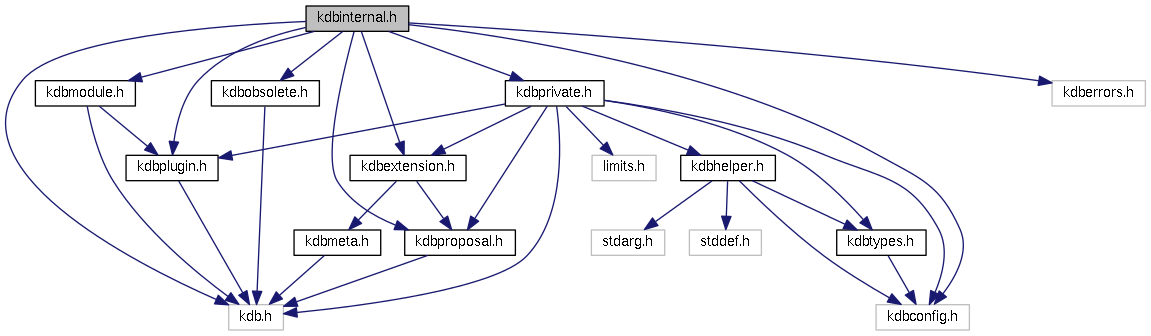 kdbinternal.h
kdbmodule.h
kdbobsolete.h
kdbprivate.h
kdberrors.h
kdbplugin.h
kdbextension.h
limits.h
kdbhelper.h
kdbmeta.h
kdbproposal.h
stdarg.h
stddef.h
kdbtypes.h
kdb.h
kdbconfig.h